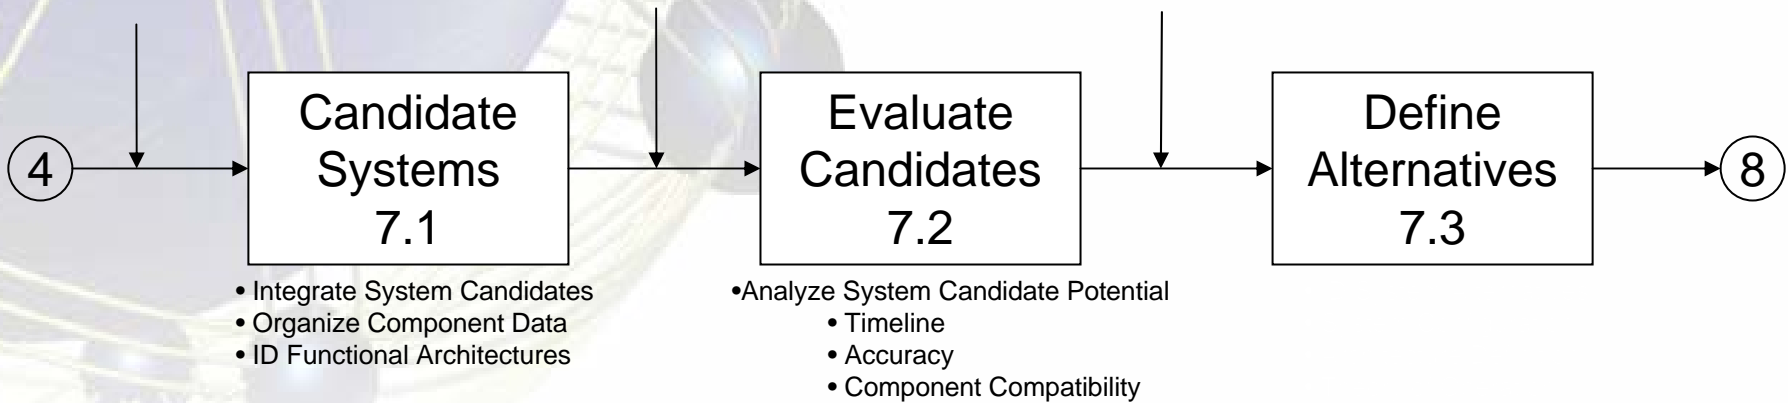 4
Candidate
Systems
7.1
• Integrate System Candidates
• Organize Component Data
• ID Functional Architectures
Evaluate
Candidates
7.2
•Analyze System Candidate Potential
• Timeline
• Accuracy
• Component Compatibility
Define
Alternatives
7.3
8